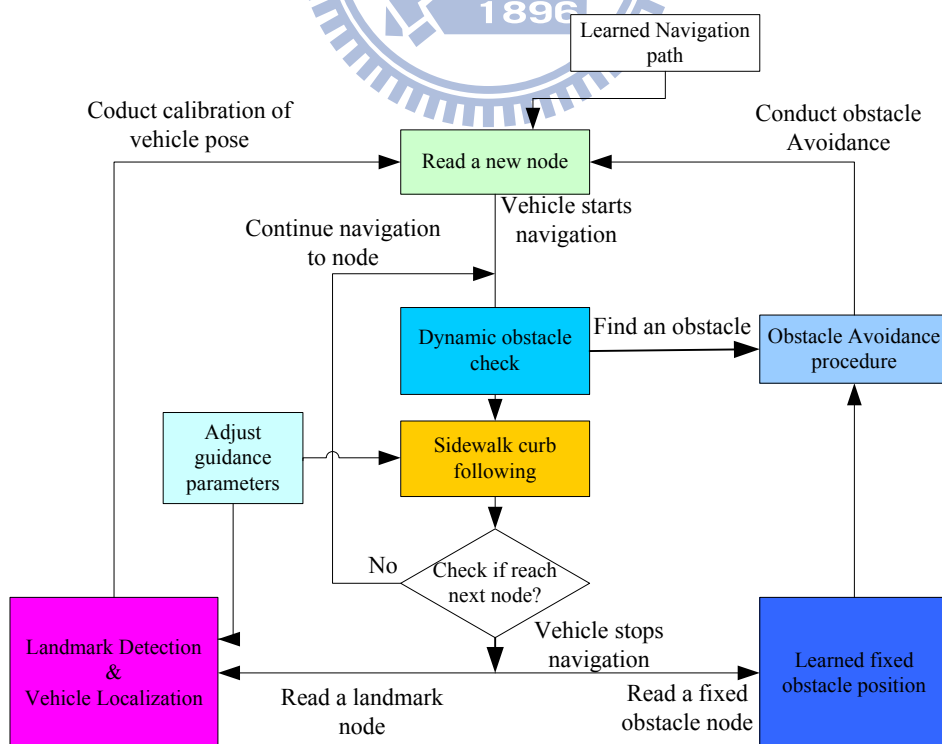 1896
Learned Navigation
path
Coduct calibration of
vehicle pose
Conduct obstacle
Avoidance
Read a new node
Vehicle starts
navigation
Continue navigation
to node
Dynamic obstacle
check
Find an obstacle
Obstacle Avoidance
procedure
Adjust
guidance
parameters
Sidewalk curb
following
No
Check if reach
next node?
Vehicle stops
navigation
Landmark Detection
&
Vehicle Localization
Learned fixed
obstacle position
Read a landmark
node
Read a fixed
obstacle node